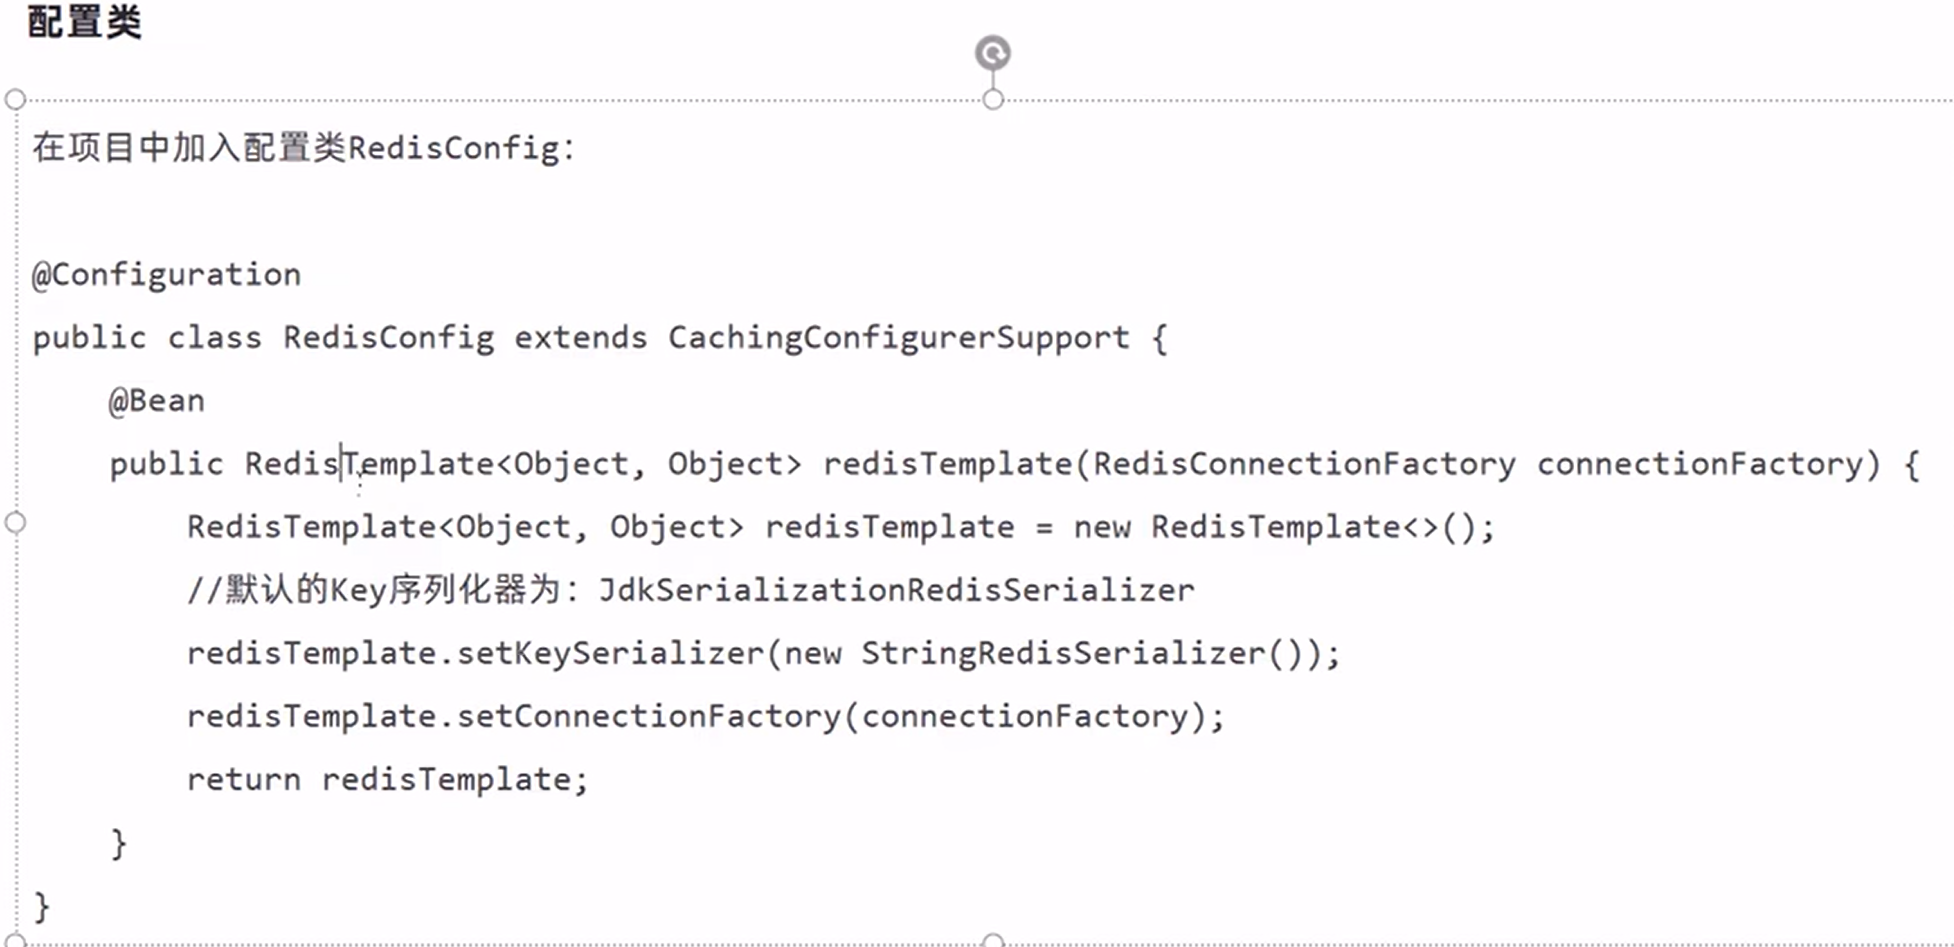 配置类
在项目中加入配置类RedisConfig：
@Configuration
public class RedisConfig extends CachingConfigurerSupport {
@Bean
public RedisTemplate<Object, Object> redisTemplate(RedisConnectionFactory connectionFactory) {
RedisTemplate<Object, Object> redisTemplate = new RedisTemplate<>();
//默认的Key序列化器为：JdkSerializationRedisSerializer
redisTemplate.setKeySerializer(new StringRedisSerializer());
redisTemplate.setConnectionFactory(connectionFactory);
return redisTemplate;
}
}